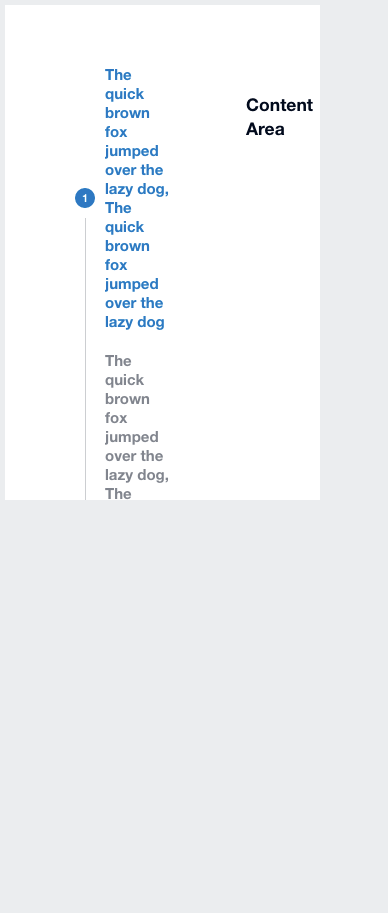 The
quick
brown
fox
jumped
over the
lazy dog,
The
quick
brown
fox
jumped
over the
lazy dog
1
The
quick
brown
fox
jumped
over the
lazy dog,
The
Content
Area